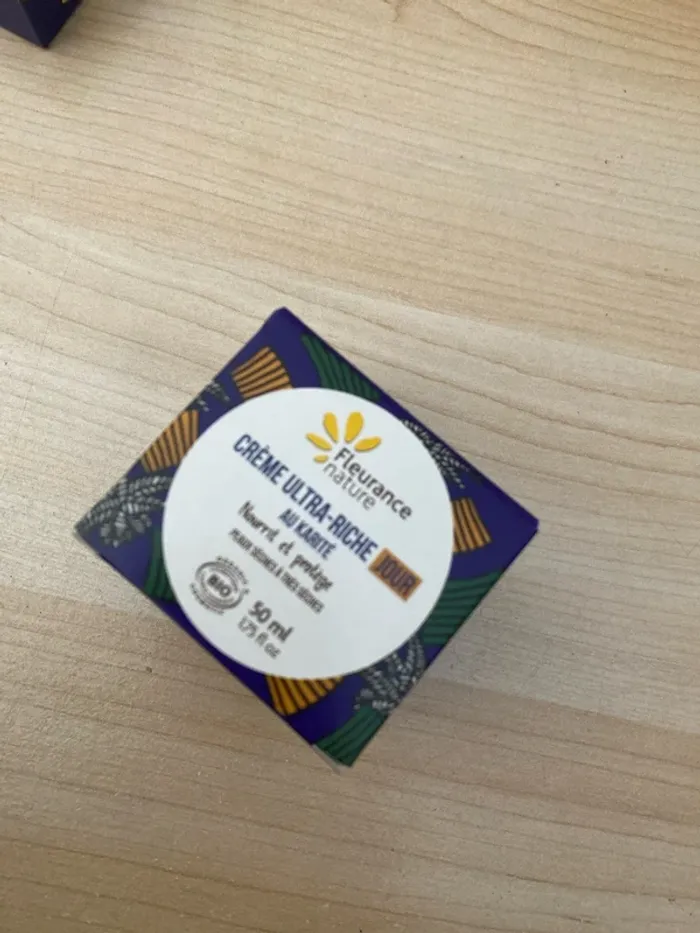 Fleurance
nature
CRÈME ULTRA-RICHE JOUR
AU KARITÉ
Nourrit et protège
PEAUX SÈCHES À TRÈS SÈCHES
BIO
50 ml
1,75 fl oz